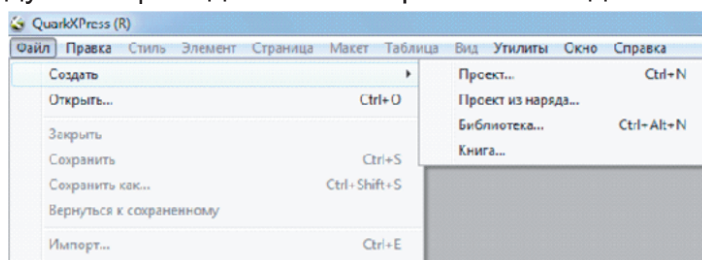 QuarkXPress (R)
Файл Правка Стиль Элемент Страница Макет Таблица Вид Утилиты Окно Справка
Создать
Открыть... Ctrl+O
Закрыть
Сохранить Ctrl+S
Сохранить как... Ctrl+Shift+S
Вернуться к сохраненному
Импорт... Ctrl+E
Проект... Ctrl+N
Проект из наряда...
Библиотека... Ctrl+Alt+N
Книга...